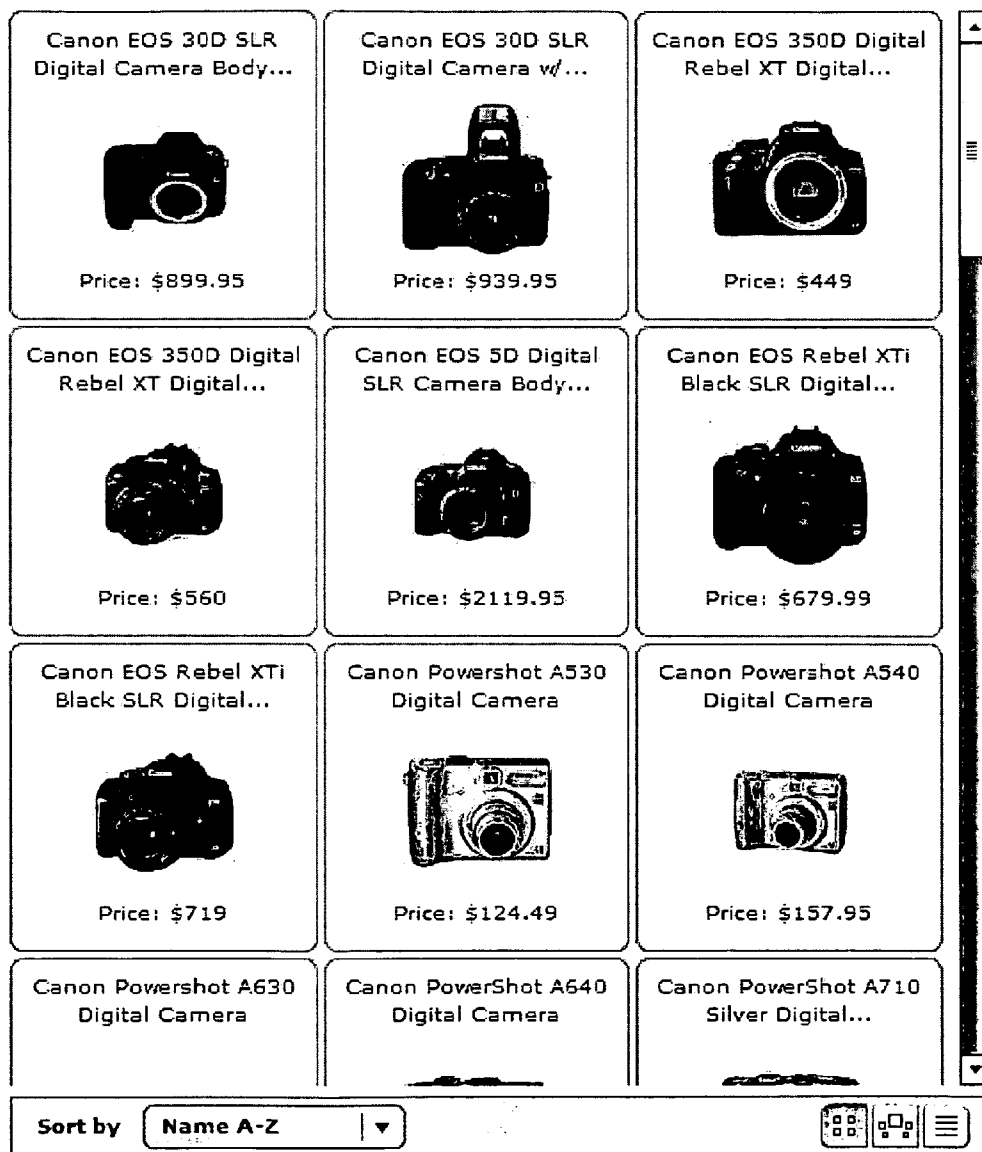 Canon EOS 30D SLR
Digital Camera Body...
Price: $899.95
Canon EOS 30D SLR
Digital Camera w/...
Price: $939.95
Canon EOS 350D Digital
Rebel XT Digital...
Price: $449
Canon EOS 350D Digital
Rebel XT Digital...
Price: $560
Canon EOS 5D Digital
SLR Camera Body...
Price: $2119.95
Canon EOS Rebel XTi
Black SLR Digital...
Price: $679.99
Canon EOS Rebel XTi
Black SLR Digital...
Price: $719
Canon Powershot A530
Digital Camera
Price: $124.49
Canon Powershot A540
Digital Camera
Price: $157.95
Canon Powershot A630
Digital Camera
Canon PowerShot A640
Digital Camera
Canon PowerShot A710
Silver Digital...
Sort by Name A-Z